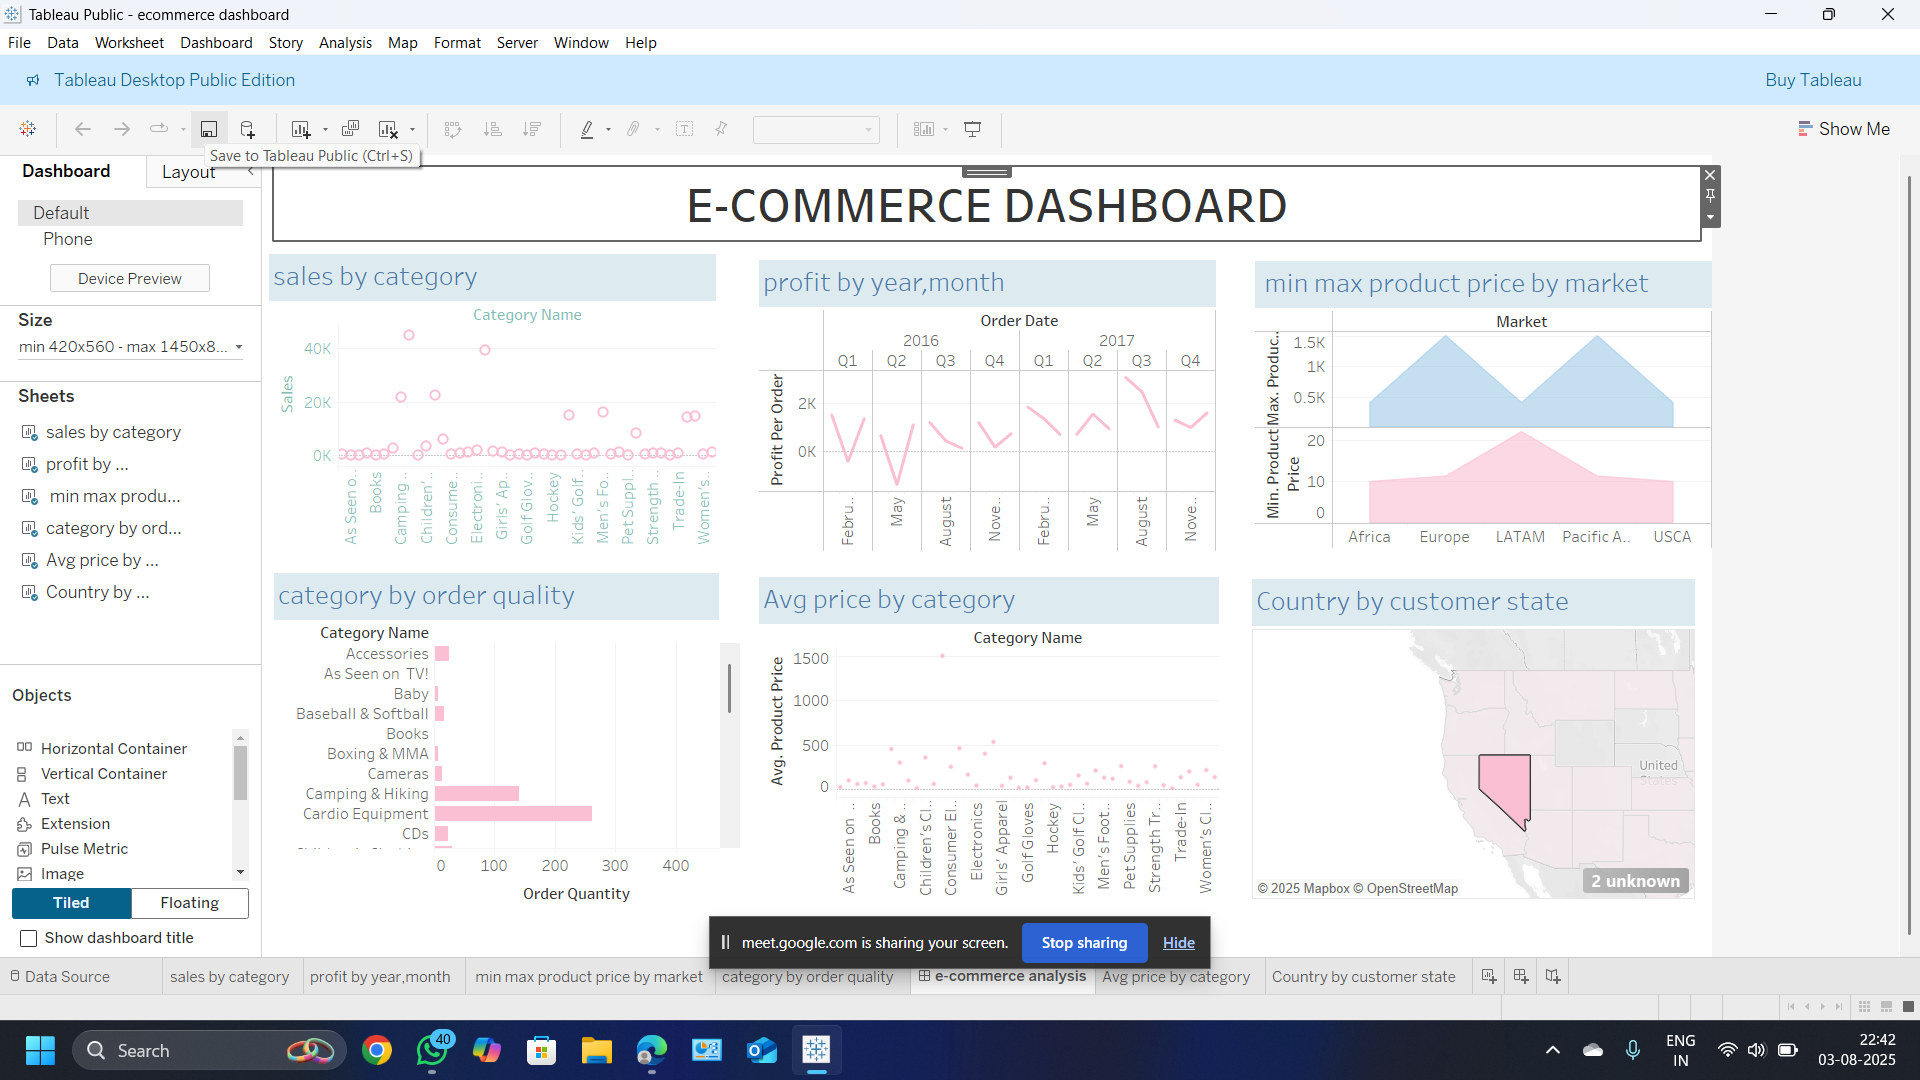 Tableau Public - ecommerce dashboard
File Data Worksheet Dashboard Story Analysis Map Format Server Window Help
Tableau Desktop Public Edition
Buy Tableau
Show Me
Save to Tableau Public (Ctrl+S)
Dashboard
Layout
Default
Phone
Device Preview
Size
min 420x560 - max 1450x8...
Sheets
sales by category
profit by ...
min max produ...
category by ord...
Avg price by ...
Country by ...
Objects
Horizontal Container
Vertical Container
Text
Extension
Pulse Metric
Image
Tiled
Floating
Show dashboard title
E-COMMERCE DASHBOARD
sales by category
Category Name
Sales
40K
20K
0K
As Seen o..
Books
Camping ..
Children'..
Consume..
Electroni..
Girls' Ap..
Golf Glov..
Hockey
Kids' Golf..
Men's Fo..
Pet Suppl..
Strength ..
Trade-In
Women's..
profit by year,month
Order Date
2016 2017
Q1 Q2 Q3 Q4 Q1 Q2 Q3 Q4
Profit Per Order
2K
0K
Febru..
May
August
Nove..
Febru..
May
August
Nove..
min max product price by market
Market
Max. Produc..
1.5K
1K
0.5K
Min. Product
Price
20
10
0
Africa Europe LATAM Pacific A.. USCA
category by order quality
Category Name
Accessories
As Seen on TV!
Baby
Baseball & Softball
Books
Boxing & MMA
Cameras
Camping & Hiking
Cardio Equipment
CDs
0 100 200 300 400
Order Quantity
Avg price by category
Category Name
Avg. Product Price
1500
1000
500
0
As Seen on ..
Books
Camping & ..
Children's Cl..
Consumer El..
Electronics
Girls' Apparel
Golf Gloves
Hockey
Kids' Golf Cl..
Men's Foot..
Pet Supplies
Strength Tr..
Trade-In
Women's Cl..
Country by customer state
United
States
© 2025 Mapbox © OpenStreetMap
2 unknown
meet.google.com is sharing your screen.
Stop sharing
Hide
Data Source
sales by category
profit by year,month
min max product price by market
category by order quality
e-commerce analysis
Avg price by category
Country by customer state
Search
40
ENG
IN
22:42
03-08-2025